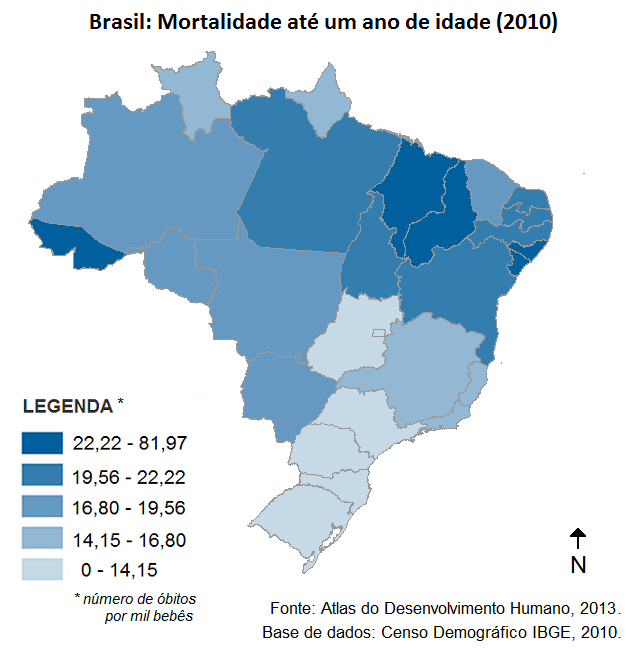 Brasil: Mortalidade até um ano de idade (2010)
LEGENDA *
22,22 - 81,97
19,56 - 22,22
16,80 - 19,56
14,15 - 16,80
0 - 14,15
* número de óbitos
por mil bebês
N
Fonte: Atlas do Desenvolvimento Humano, 2013.
Base de dados: Censo Demográfico IBGE, 2010.